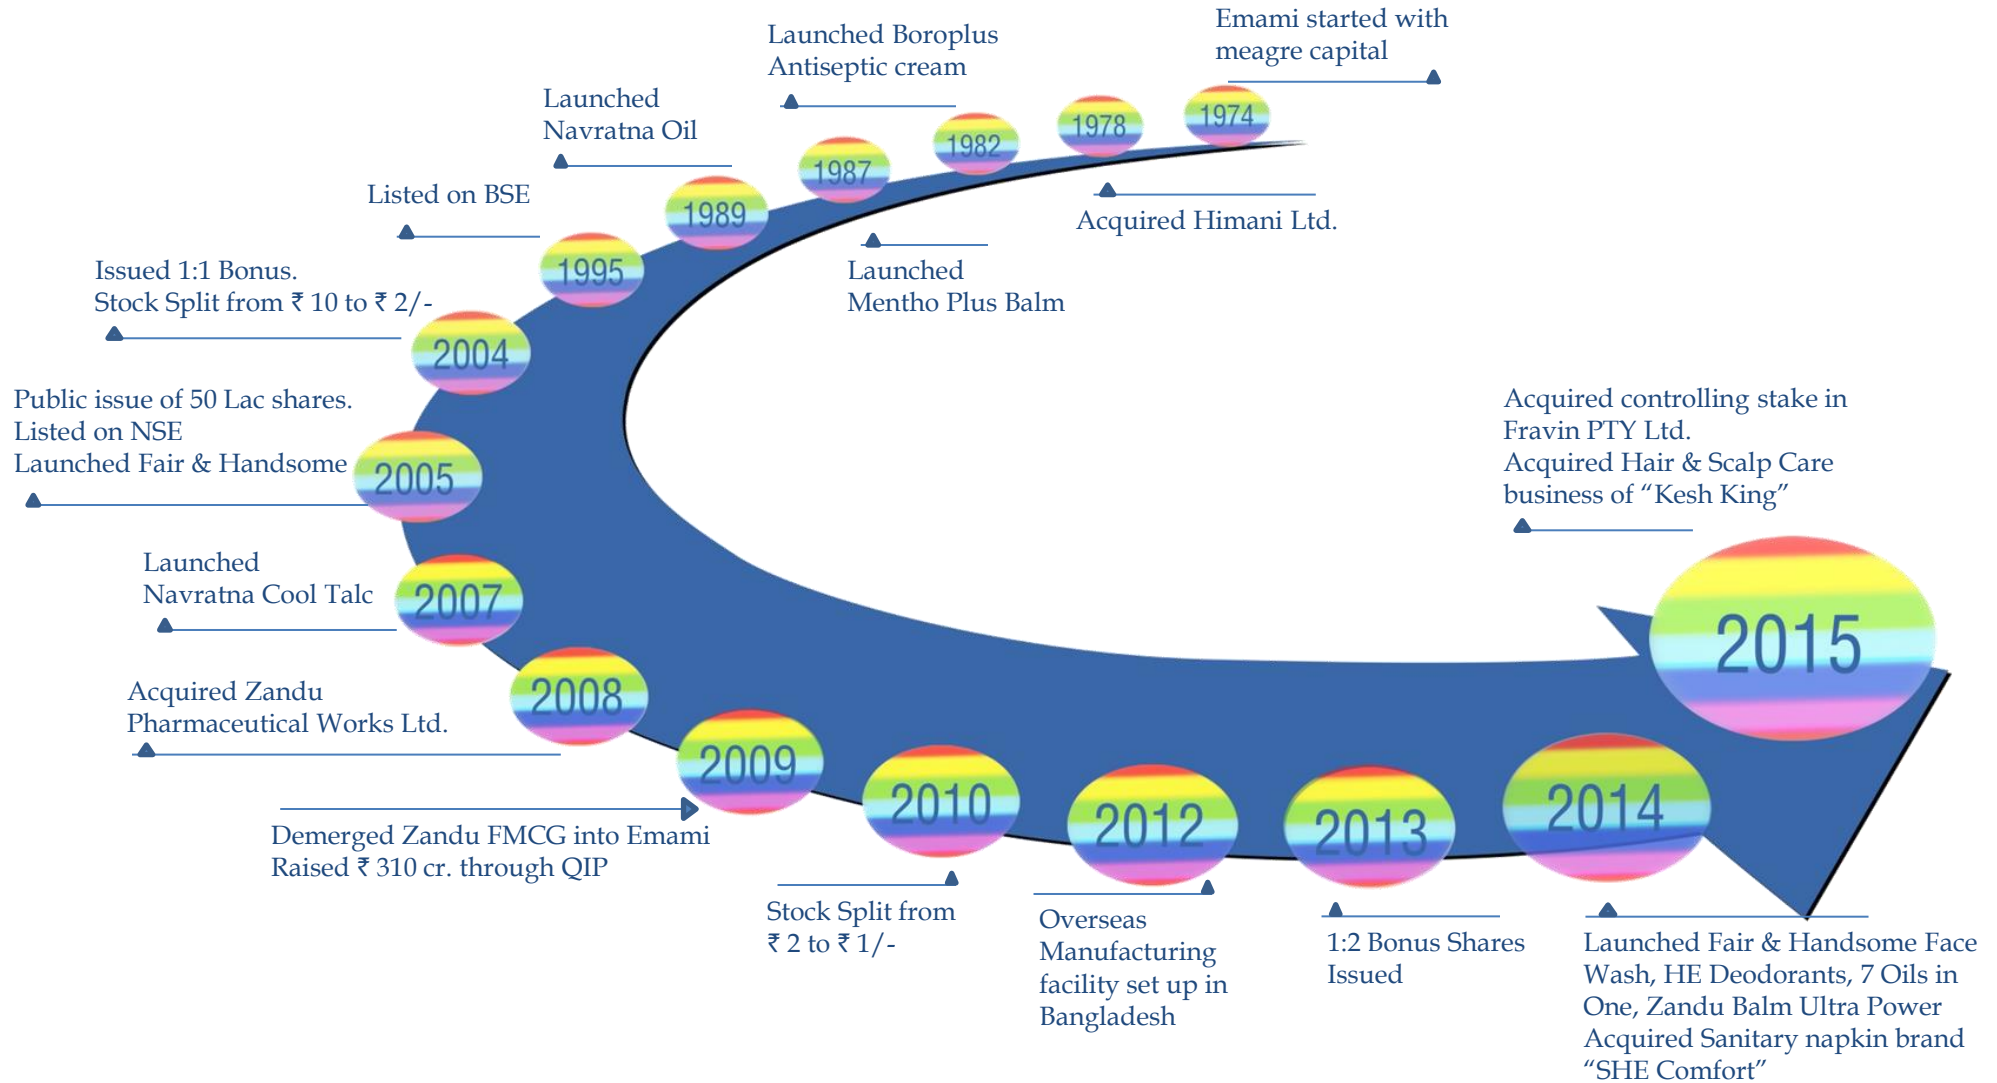 Emami started with
meagre capital
1974
1978
Acquired Himani Ltd.
Launched Boroplus
Antiseptic cream
1982
1987
Launched
Mentho Plus Balm
Launched
Navratna Oil
1989
Listed on BSE
1995
Issued 1:1 Bonus.
Stock Split from ₹ 10 to ₹ 2/-
2004
Public issue of 50 Lac shares.
Listed on NSE
Launched Fair & Handsome
2005
Launched
Navratna Cool Talc
2007
Acquired Zandu
Pharmaceutical Works Ltd.
2008
2009
Demerged Zandu FMCG into Emami
Raised ₹ 310 cr. through QIP
2010
Stock Split from
₹ 2 to ₹ 1/-
2012
Overseas
Manufacturing
facility set up in
Bangladesh
2013
1:2 Bonus Shares
Issued
2014
Launched Fair & Handsome Face
Wash, HE Deodorants, 7 Oils in
One, Zandu Balm Ultra Power
Acquired Sanitary napkin brand
“SHE Comfort”
Acquired controlling stake in
Fravin PTY Ltd.
Acquired Hair & Scalp Care
business of “Kesh King”
2015